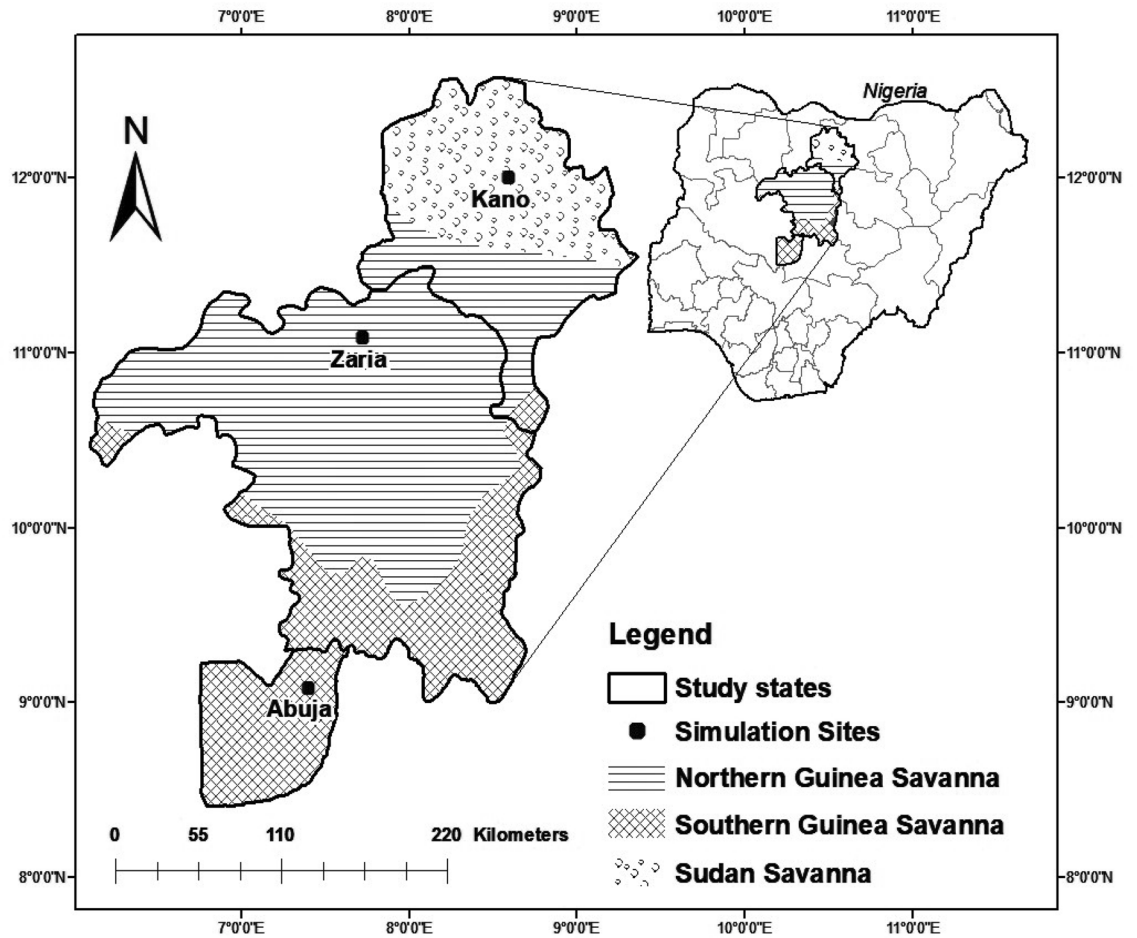 7°0'0"E 8°0'0"E 9°0'0"E 10°0'0"E 11°0'0"E
Nigeria
N
12°0'0"N 12°0'0"N
Kano
11°0'0"N 11°0'0"N
Zaria
10°0'0"N 10°0'0"N
Legend
Study states
9°0'0"N 9°0'0"N
Abuja
Simulation Sites
Northern Guinea Savanna
Southern Guinea Savanna
0 55 110 220 Kilometers
Sudan Savanna
8°0'0"N 8°0'0"N
7°0'0"E 8°0'0"E 9°0'0"E 10°0'0"E 11°0'0"E